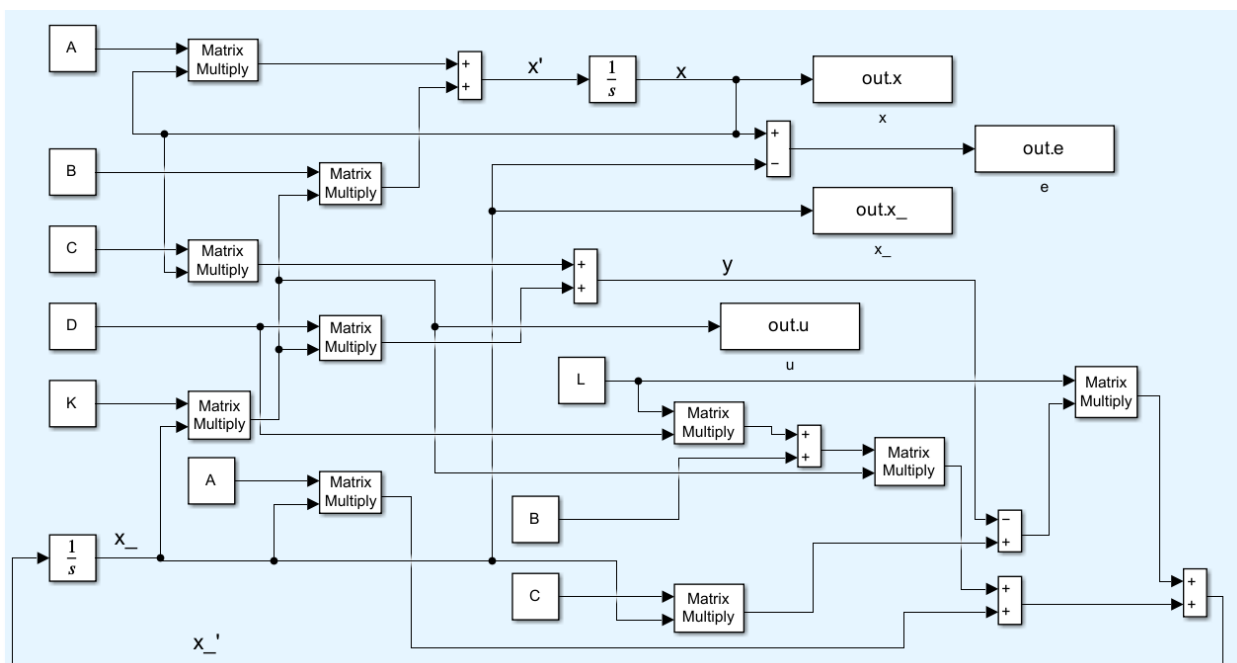 A
Matrix
Multiply
+
+
x'
1
s
x
out.x
x
+
−
out.e
e
B
Matrix
Multiply
out.x_
x_
C
Matrix
Multiply
+
+
y
D
Matrix
Multiply
out.u
u
L
Matrix
Multiply
K
Matrix
Multiply
Matrix
Multiply
+
+
Matrix
Multiply
A
Matrix
Multiply
B
−
+
1
s
x_
C
Matrix
Multiply
+
+
+
+
x_'